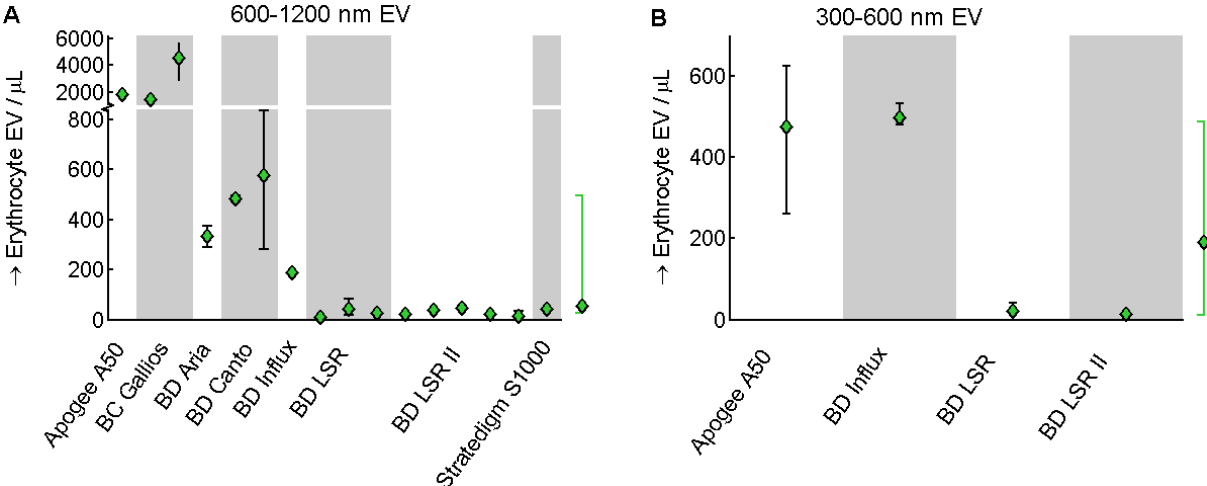 A
600-1200 nm EV
→ Erythrocyte EV / μL
6000
4000
2000
800
600
400
200
0
Apogee A50
BC Gallios
BD Aria
BD Canto
BD Influx
BD LSR
BD LSR II
Stratedigm S1000
B
300-600 nm EV
→ Erythrocyte EV / μL
600
400
200
0
Apogee A50
BD Influx
BD LSR
BD LSR II